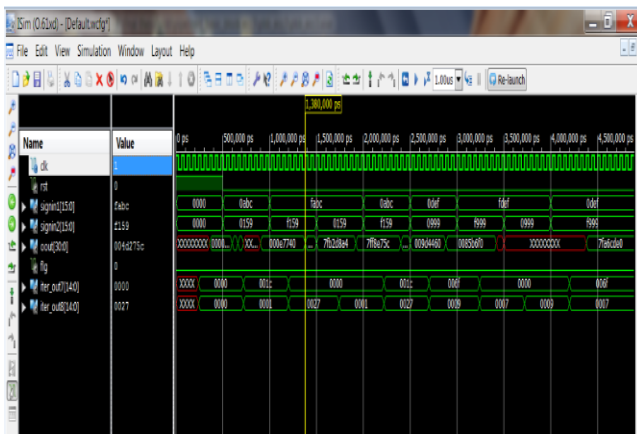 ISim (O.61xd) - [Default.wcfg*]
File Edit View Simulation Window Layout Help
1.00us Re-launch
1,380,000 ps
Name Value 0 ps 500,000 ps 1,000,000 ps 1,500,000 ps 2,000,000 ps 2,500,000 ps 3,000,000 ps 3,500,000 ps 4,000,000 ps 4,500,000 ps
clk 1
rst 0
signin1[15:0] fabc 0000 0abc fabc 0abc 0def fdef 0def
signin2[15:0] f159 0000 0159 f159 0159 f159 0999 f999 0999 f999
oout[30:0] 00fd275c XXXXXXXX 0000... XX... 000e7740 ... 7fb2d8a4 7ff8e75c ... 009d4460 0085b6f0 XXXXXXXX 7fa6cde0
flg 0
iter_out7[14:0] 0000 XXXX 0000 001c 0000 001c 006f 0000 006f
iter_out8[14:0] 0027 XXXX 0000 0001 0027 0001 0027 0009 0007 0009 0007